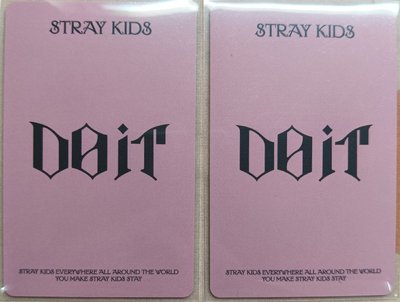 STRAY KIDS
DO iT
STRAY KIDS EVERYWHERE ALL AROUND THE WORLD
YOU MAKE STRAY KIDS STAY
STRAY KIDS
DO iT
STRAY KIDS EVERYWHERE ALL AROUND THE WORLD
YOU MAKE STRAY KIDS STAY